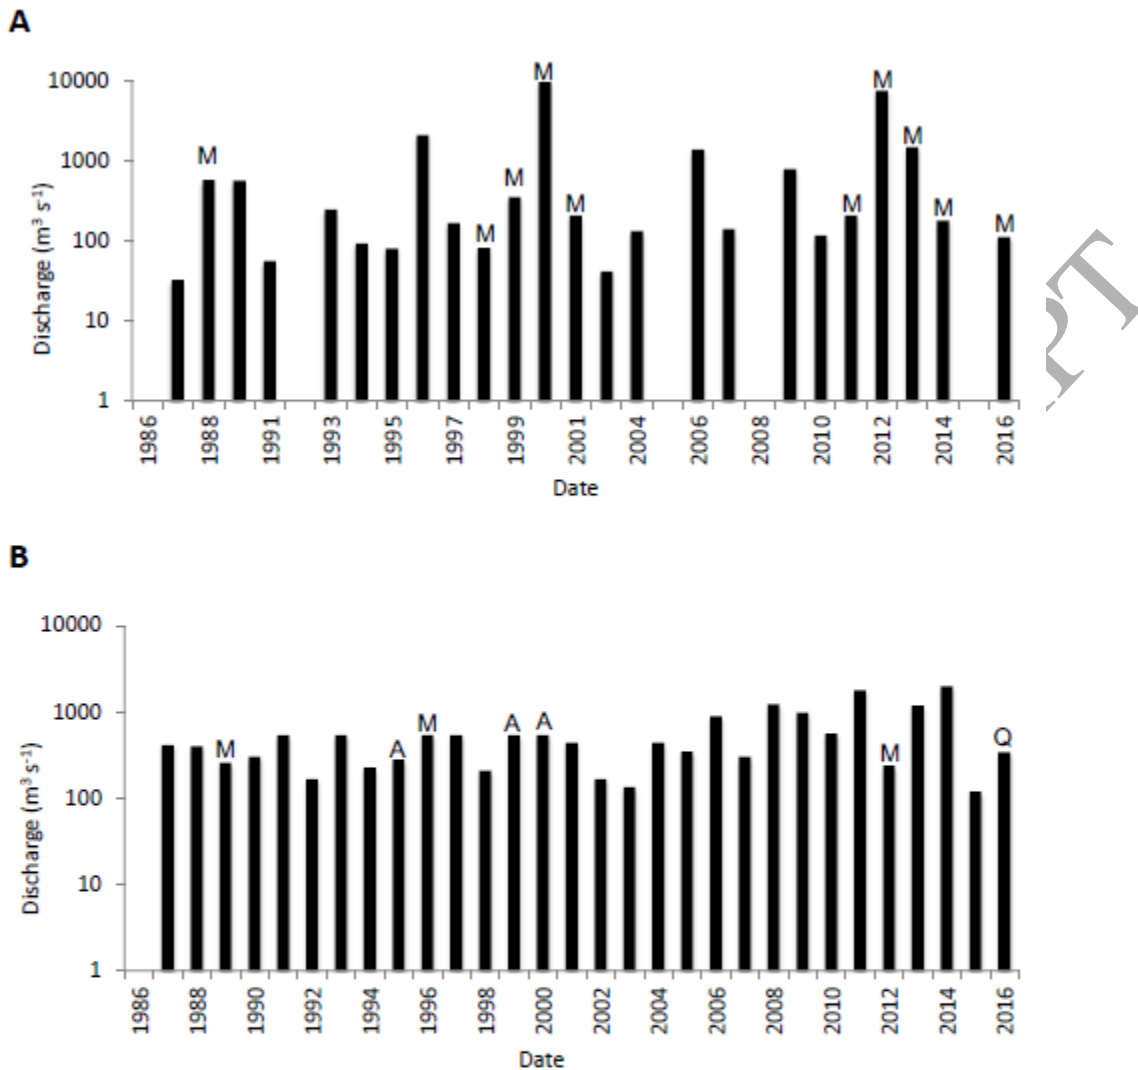 A
10000
1000
100
10
1
Discharge (m³ s⁻¹)
M
M
M
M
M
M
M
M
M
M
1986
1988
1991
1993
1995
1997
1999
2001
2004
2006
2008
2010
2012
2014
2016
Date
PT
B
10000
1000
100
10
1
Discharge (m³ s⁻¹)
M
A
M
A
A
M
Q
1986
1988
1990
1992
1994
1996
1998
2000
2002
2004
2006
2008
2010
2012
2014
2016
Date